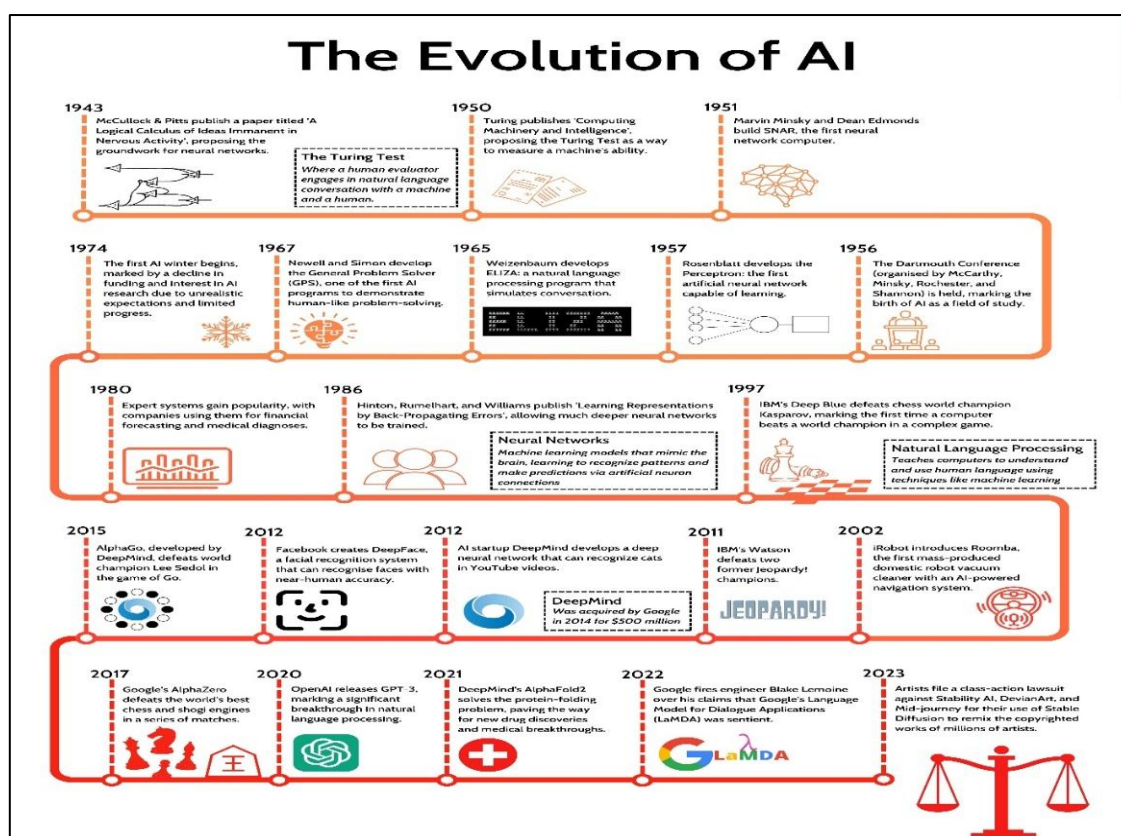 The Evolution of AI
1943
McCullock & Pitts publish a paper titled 'A
Logical Calculus of Ideas Immanent in
Nervous Activity', proposing the
groundwork for neural networks.
The Turing Test
Where a human evaluator
engages in natural language
conversation with a machine
and a human.
1950
Turing publishes 'Computing
Machinery and Intelligence',
proposing the Turing Test as a way
to measure a machine's ability.
1951
Marvin Minsky and Dean Edmonds
build SNAR, the first neural
network computer.
1974
The first AI winter begins,
marked by a decline in
funding and interest in AI
research due to unrealistic
expectations and limited
progress.
1967
Newell and Simon develop
the General Problem Solver
(GPS), one of the first AI
programs to demonstrate
human-like problem-solving.
1965
Weizenbaum develops
ELIZA: a natural language
processing program that
simulates conversation.
1957
Rosenblatt develops the
Perceptron: the first
artificial neural network
capable of learning.
1956
The Dartmouth Conference
(organised by McCarthy,
Minsky, Rochester, and
Shannon) is held, marking the
birth of AI as a field of study.
1980
Expert systems gain popularity, with
companies using them for financial
forecasting and medical diagnoses.
1986
Hinton, Rumelhart, and Williams publish 'Learning Representations
by Back-Propagating Errors', allowing much deeper neural networks
to be trained.
Neural Networks
Machine learning models that mimic the
brain, learning to recognize patterns and
make predictions via artificial neuron
connections
1997
IBM's Deep Blue defeats chess world champion
Kasparov, marking the first time a computer
beats a world champion in a complex game.
Natural Language Processing
Teaches computers to understand
and use human language using
techniques like machine learning
2015
AlphaGo, developed by
DeepMind, defeats world
champion Lee Sedol in
the game of Go.
2012
Facebook creates DeepFace,
a facial recognition system
that can recognise faces with
near-human accuracy.
2012
AI startup DeepMind develops a deep
neural network that can recognize cats
in YouTube videos.
DeepMind
Was acquired by Google
in 2014 for $500 million
2011
IBM's Watson
defeats two
former Jeopardy!
champions.
JEOPARDY!
2002
iRobot introduces Roomba,
the first mass-produced
domestic robot vacuum
cleaner with an AI-powered
navigation system.
2017
Google's AlphaZero
defeats the world's best
chess and shogi engines
in a series of matches.
王
2020
OpenAI releases GPT-3,
marking a significant
breakthrough in natural
language processing.
2021
DeepMind's AlphaFold2
solves the protein-folding
problem, paving the way
for new drug discoveries
and medical breakthroughs.
2022
Google fires engineer Blake Lemoine
over his claims that Google's Language
Model for Dialogue Applications
(LaMDA) was sentient.
G LaMDA
λ
2023
Artists file a class-action lawsuit
against Stability AI, DevianArt, and
Mid-journey for their use of Stable
Diffusion to remix the copyrighted
works of millions of artists.